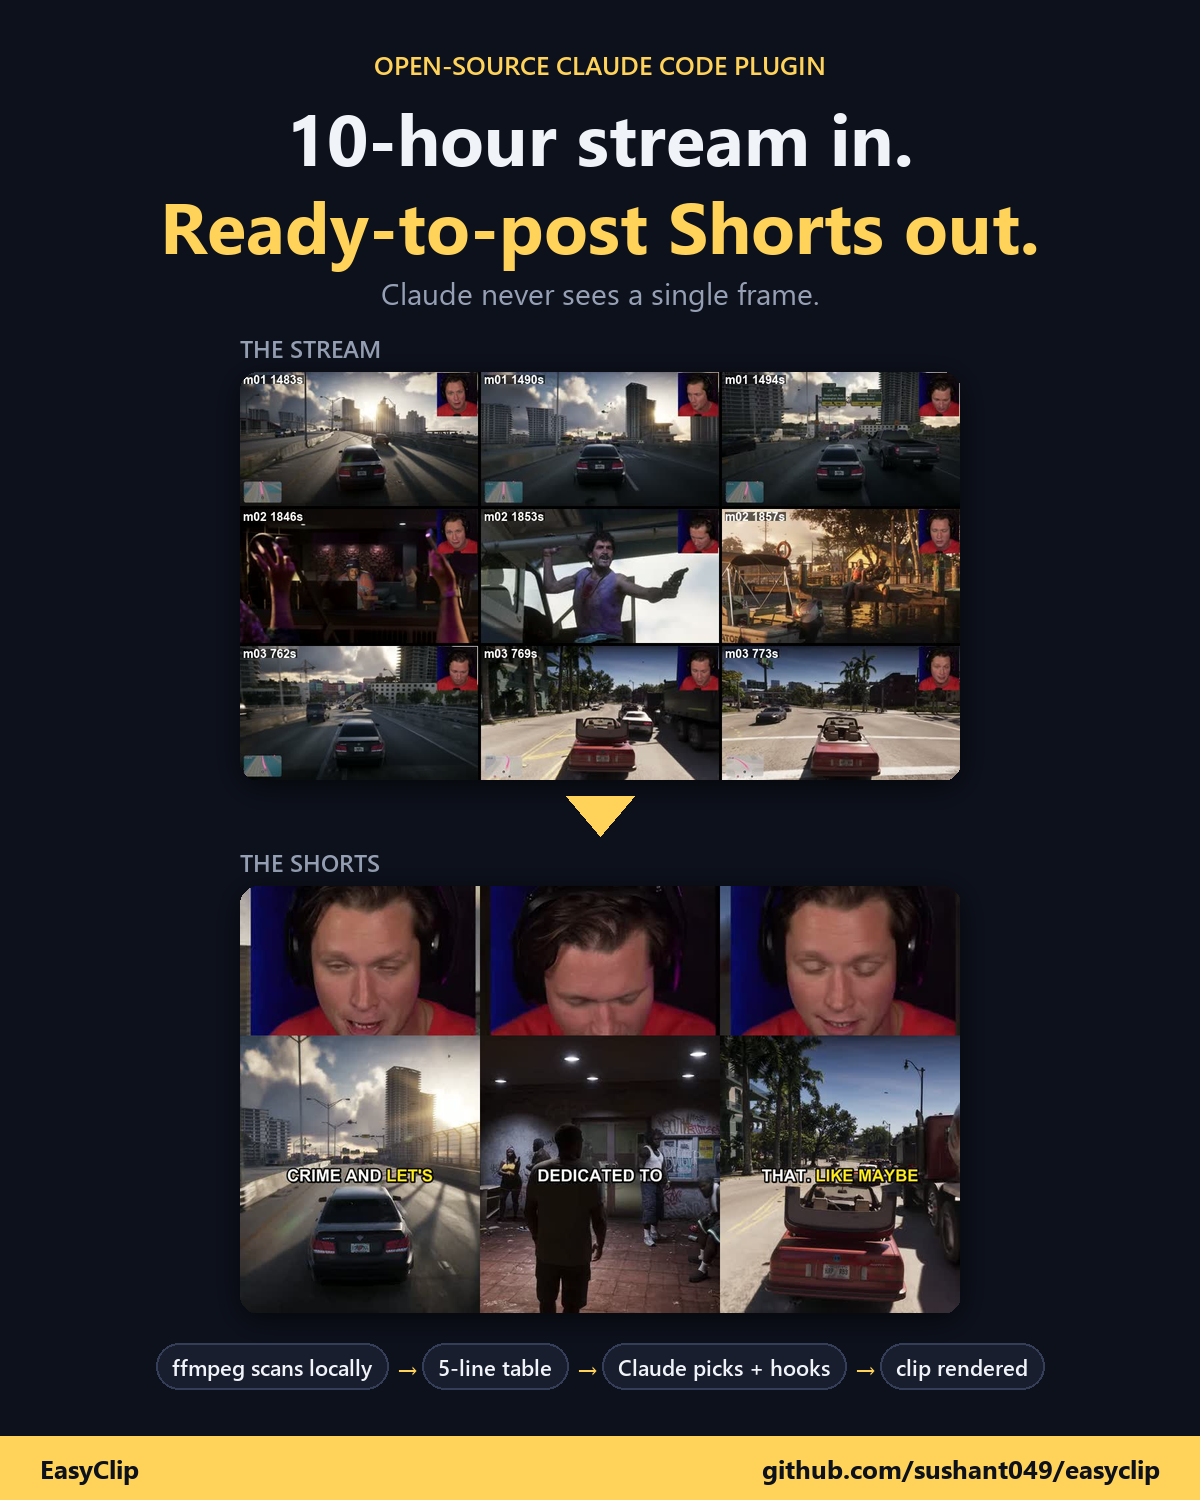 OPEN-SOURCE CLAUDE CODE PLUGIN
10-hour stream in.
Ready-to-post Shorts out.
Claude never sees a single frame.
THE STREAM
m01 1483s
m01 1490s
m01 1494s
m02 1846s
m02 1853s
m02 1857s
m03 762s
m03 769s
m03 773s
THE SHORTS
CRIME AND LET'S
DEDICATED TO
THAT. LIKE MAYBE
ffmpeg scans locally → 5-line table → Claude picks + hooks → clip rendered
EasyClip
github.com/sushant049/easyclip